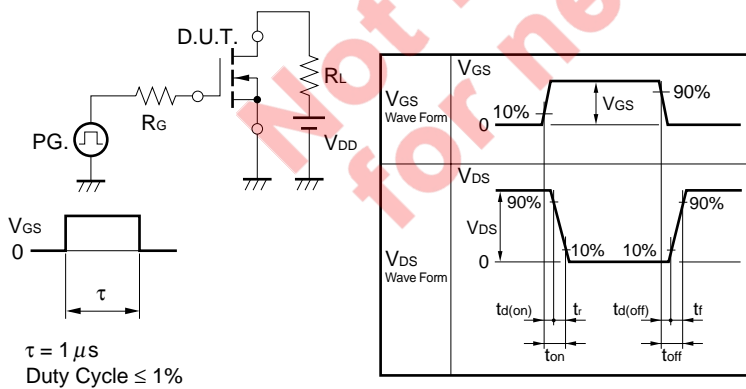 D.U.T.
RL
RG
VDD
PG.
VGS
0
τ
τ = 1 μs
Duty Cycle ≤ 1%
VGS
Wave Form
VGS
10%
0
VGS
90%
VDS
Wave Form
VDS
90%
VDS
0
10%
10%
90%
td(on)
tr
td(off)
tf
ton
toff
Not
for ne